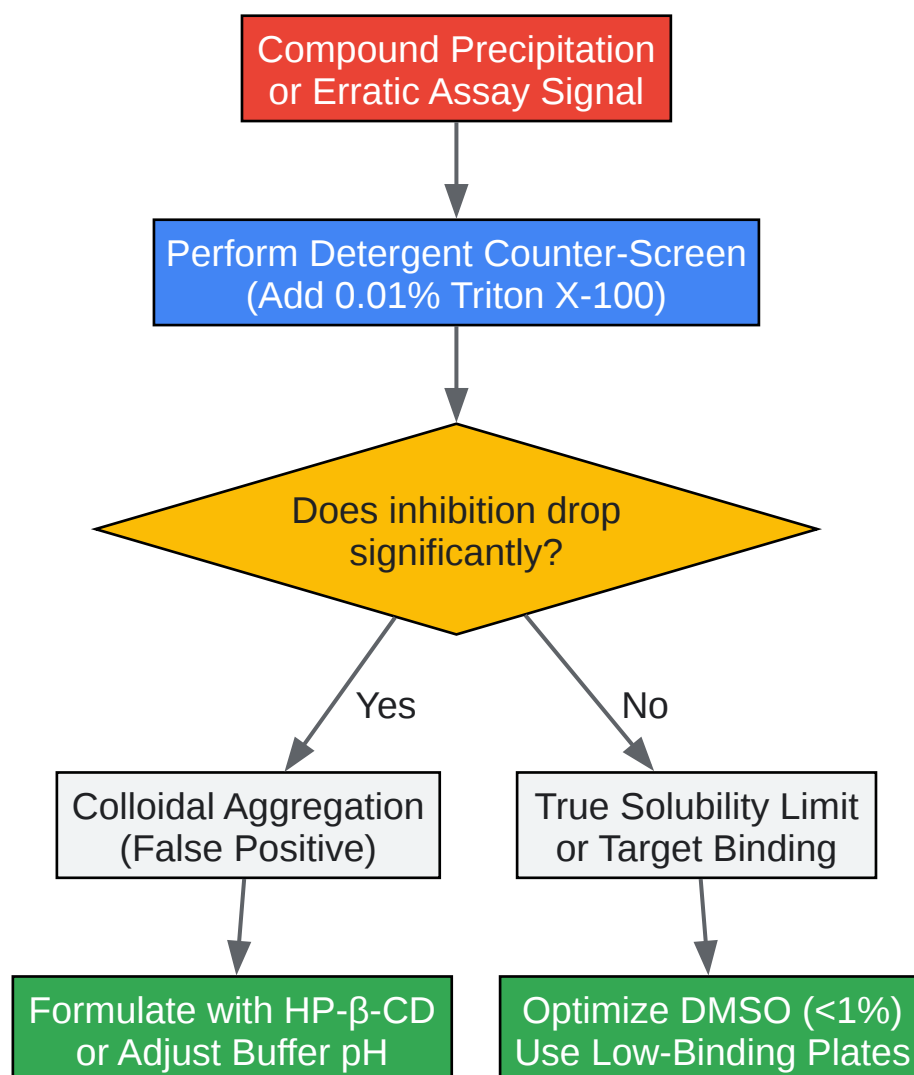 Compound Precipitation
or Erratic Assay Signal
Perform Detergent Counter-Screen
(Add 0.01% Triton X-100)
Does inhibition drop
significantly?
Yes
No
Colloidal Aggregation
(False Positive)
True Solubility Limit
or Target Binding
Formulate with HP-β-CD
or Adjust Buffer pH
Optimize DMSO (<1%)
Use Low-Binding Plates